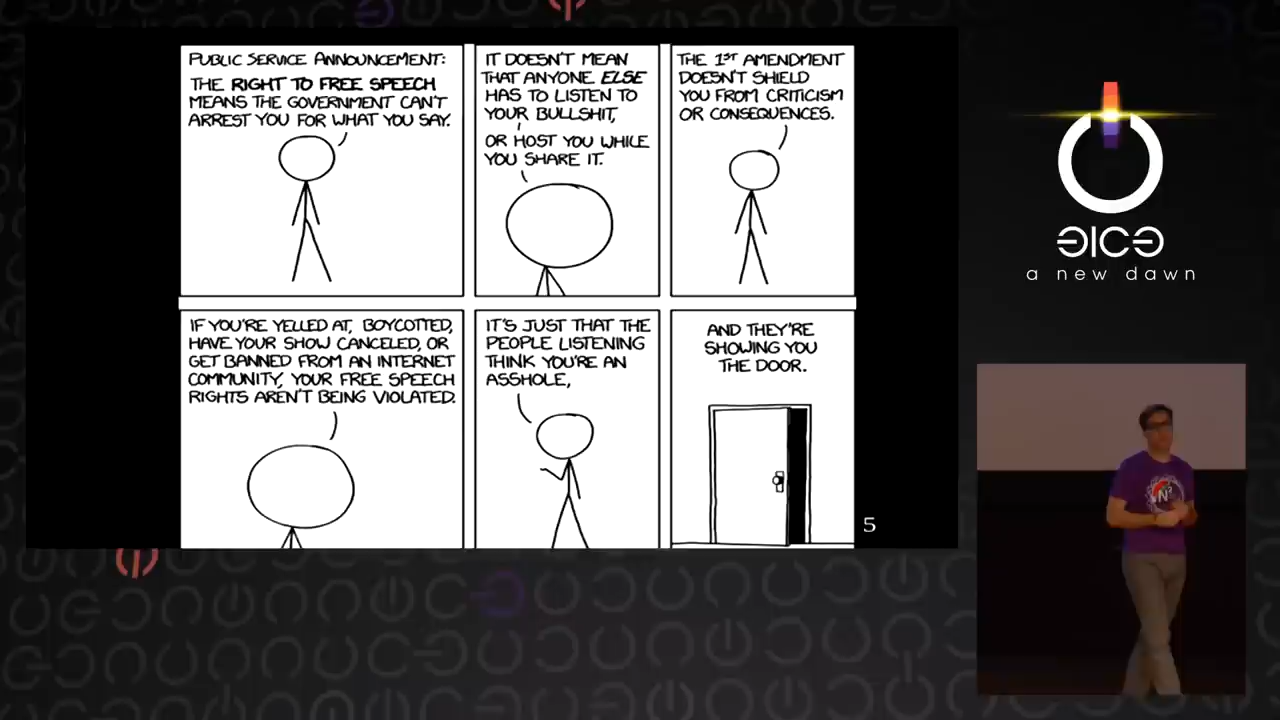 PUBLIC SERVICE ANNOUNCEMENT:
THE RIGHT TO FREE SPEECH
MEANS THE GOVERNMENT CAN'T
ARREST YOU FOR WHAT YOU SAY.
IT DOESN'T MEAN
THAT ANYONE ELSE
HAS TO LISTEN TO
YOUR BULLSHIT,
OR HOST YOU WHILE
YOU SHARE IT.
THE 1ST AMENDMENT
DOESN'T SHIELD
YOU FROM CRITICISM
OR CONSEQUENCES.
IF YOU'RE YELLED AT, BOYCOTTED,
HAVE YOUR SHOW CANCELED, OR
GET BANNED FROM AN INTERNET
COMMUNITY, YOUR FREE SPEECH
RIGHTS AREN'T BEING VIOLATED.
IT'S JUST THAT THE
PEOPLE LISTENING
THINK YOU'RE AN
ASSHOLE,
AND THEY'RE
SHOWING YOU
THE DOOR.
5
ƎICƎ
a new dawn
N²